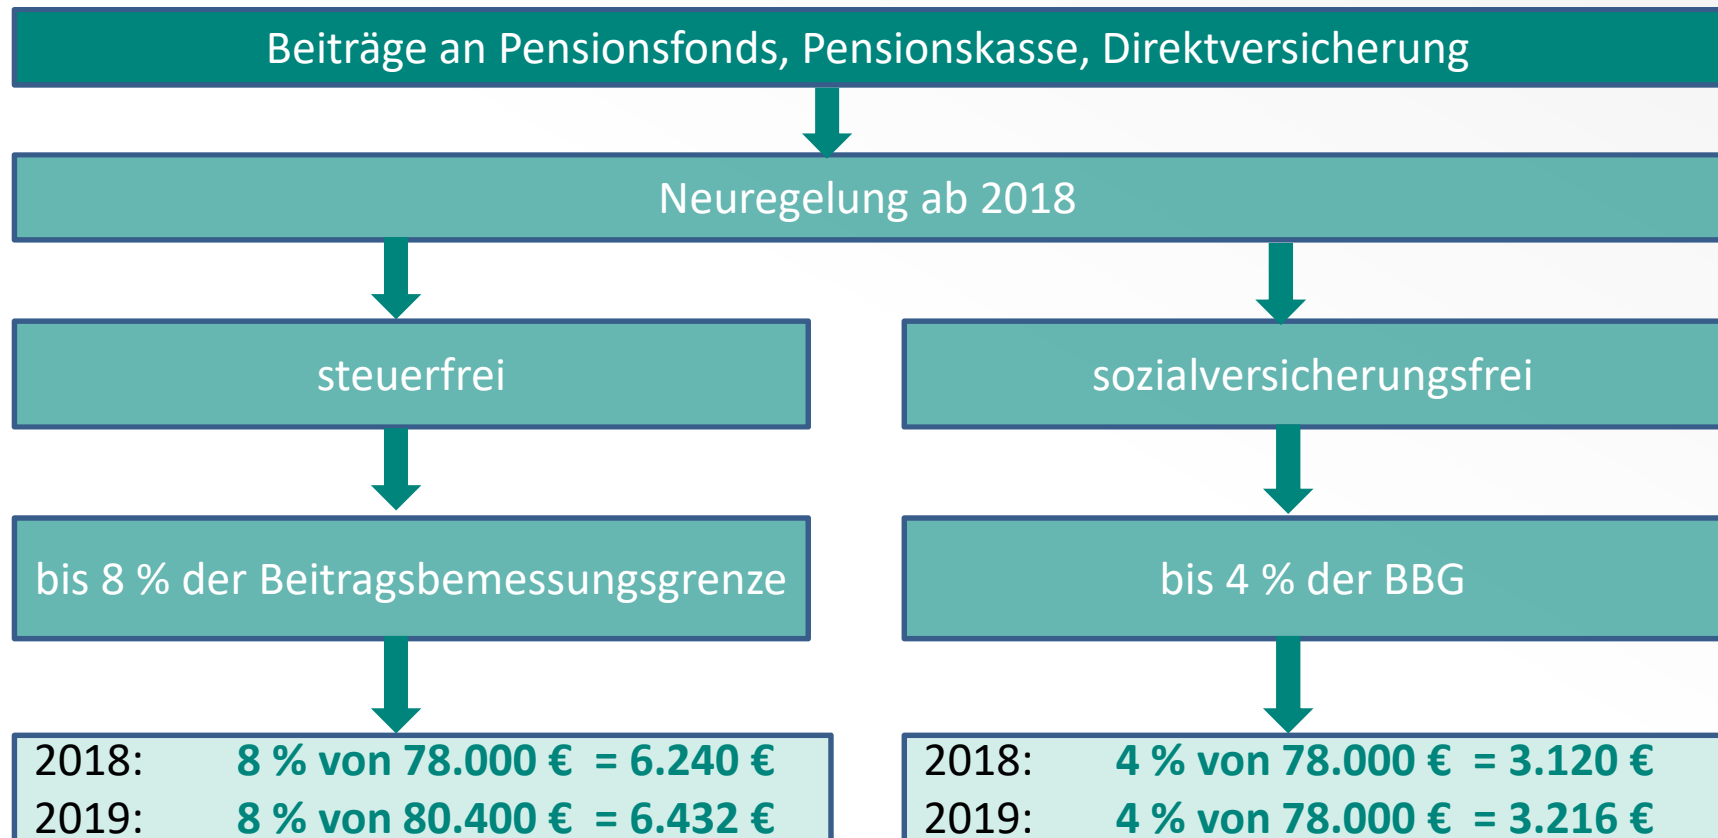 Beiträge an Pensionsfonds, Pensionskasse, Direktversicherung
Neuregelung ab 2018
steuerfrei
sozialversicherungsfrei
bis 8 % der Beitragsbemessungsgrenze
bis 4 % der BBG
2018: 8 % von 78.000 € = 6.240 €
2019: 8 % von 80.400 € = 6.432 €
2018: 4 % von 78.000 € = 3.120 €
2019: 4 % von 78.000 € = 3.216 €